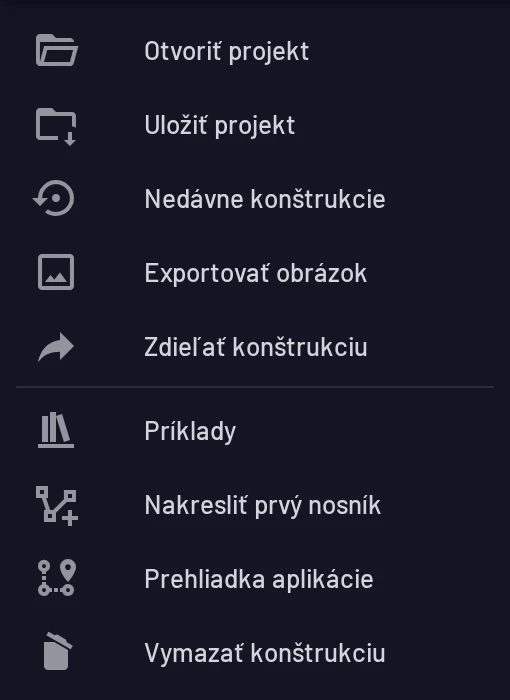 Otvoriť projekt
Uložiť projekt
Nedávne konštrukcie
Exportovať obrázok
Zdieľať konštrukciu
Príklady
Nakresliť prvý nosník
Prehliadka aplikácie
Vymazať konštrukciu